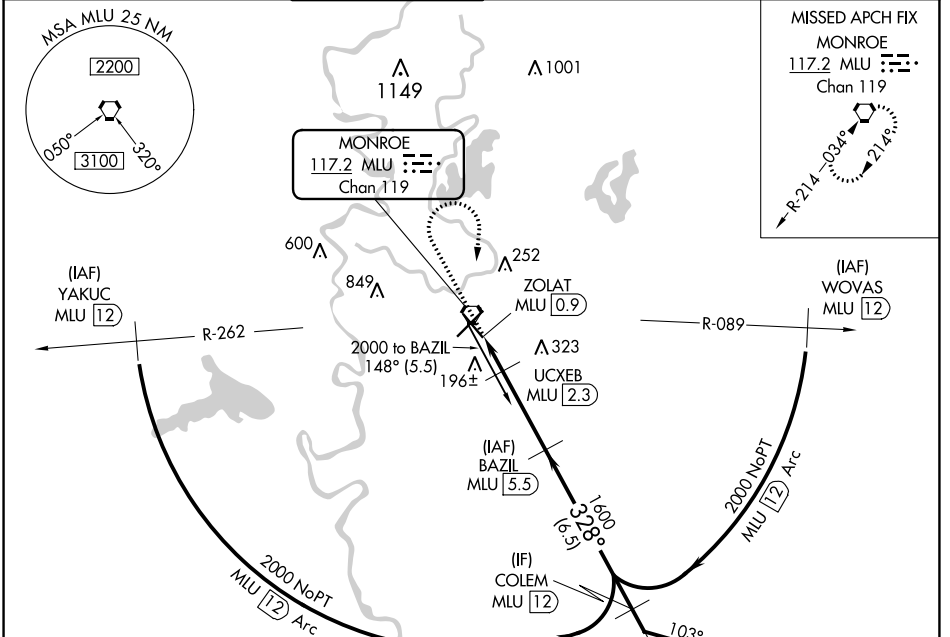 MSA MLU 25 NM
2200
050°
320°
3100
1149
1001
MISSED APCH FIX
MONROE
117.2 MLU
Chan 119
R-214
034°
214°
MONROE
117.2 MLU
Chan 119
600
849
252
(IAF)
YAKUC
MLU 12
R-262
ZOLAT
MLU 0.9
(IAF)
WOVAS
MLU 12
R-089
2000 to BAZIL
148° (5.5)
196±
323
UCXEB
MLU 2.3
(IAF)
BAZIL
MLU 5.5
1600
328°
(6.5)
2000 NoPT
MLU 12 Arc
(IF)
COLEM
MLU 12
2000 NoPT
MLU 12 Arc
103°